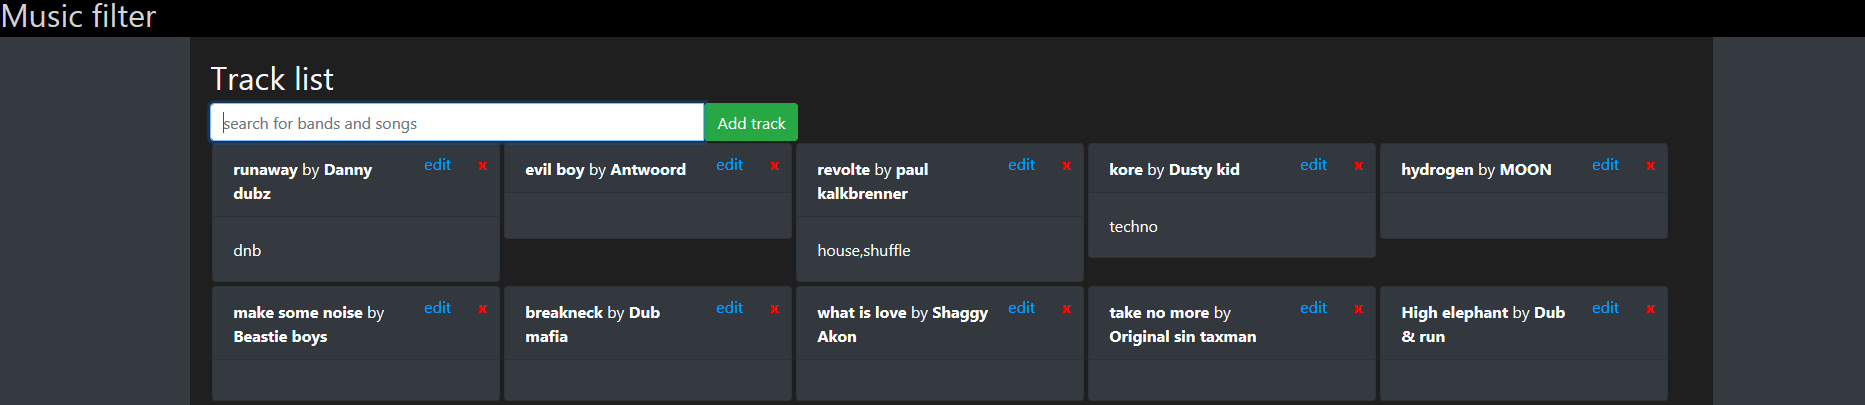 Music filter
Track list
search for bands and songs
Add track
runaway by Danny
dubz
edit
x
dnb
evil boy by Antwoord
edit
x
revolte by paul
kalkbrenner
edit
x
house,shuffle
kore by Dusty kid
edit
x
techno
hydrogen by MOON
edit
x
make some noise by
Beastie boys
edit
x
breakneck by Dub
mafia
edit
x
what is love by Shaggy
Akon
edit
x
take no more by
Original sin taxman
edit
x
High elephant by Dub
& run
edit
x